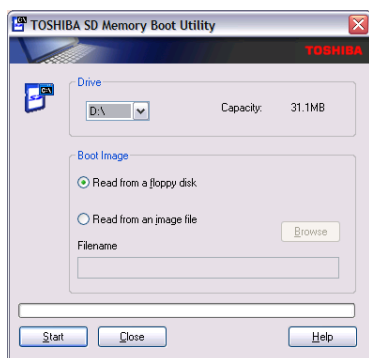 TOSHIBA SD Memory Boot Utility
TOSHIBA
Drive
D:\ Capacity: 31.1MB
Boot Image
Read from a floppy disk
Read from an image file
Browse
Filename
Start Close Help